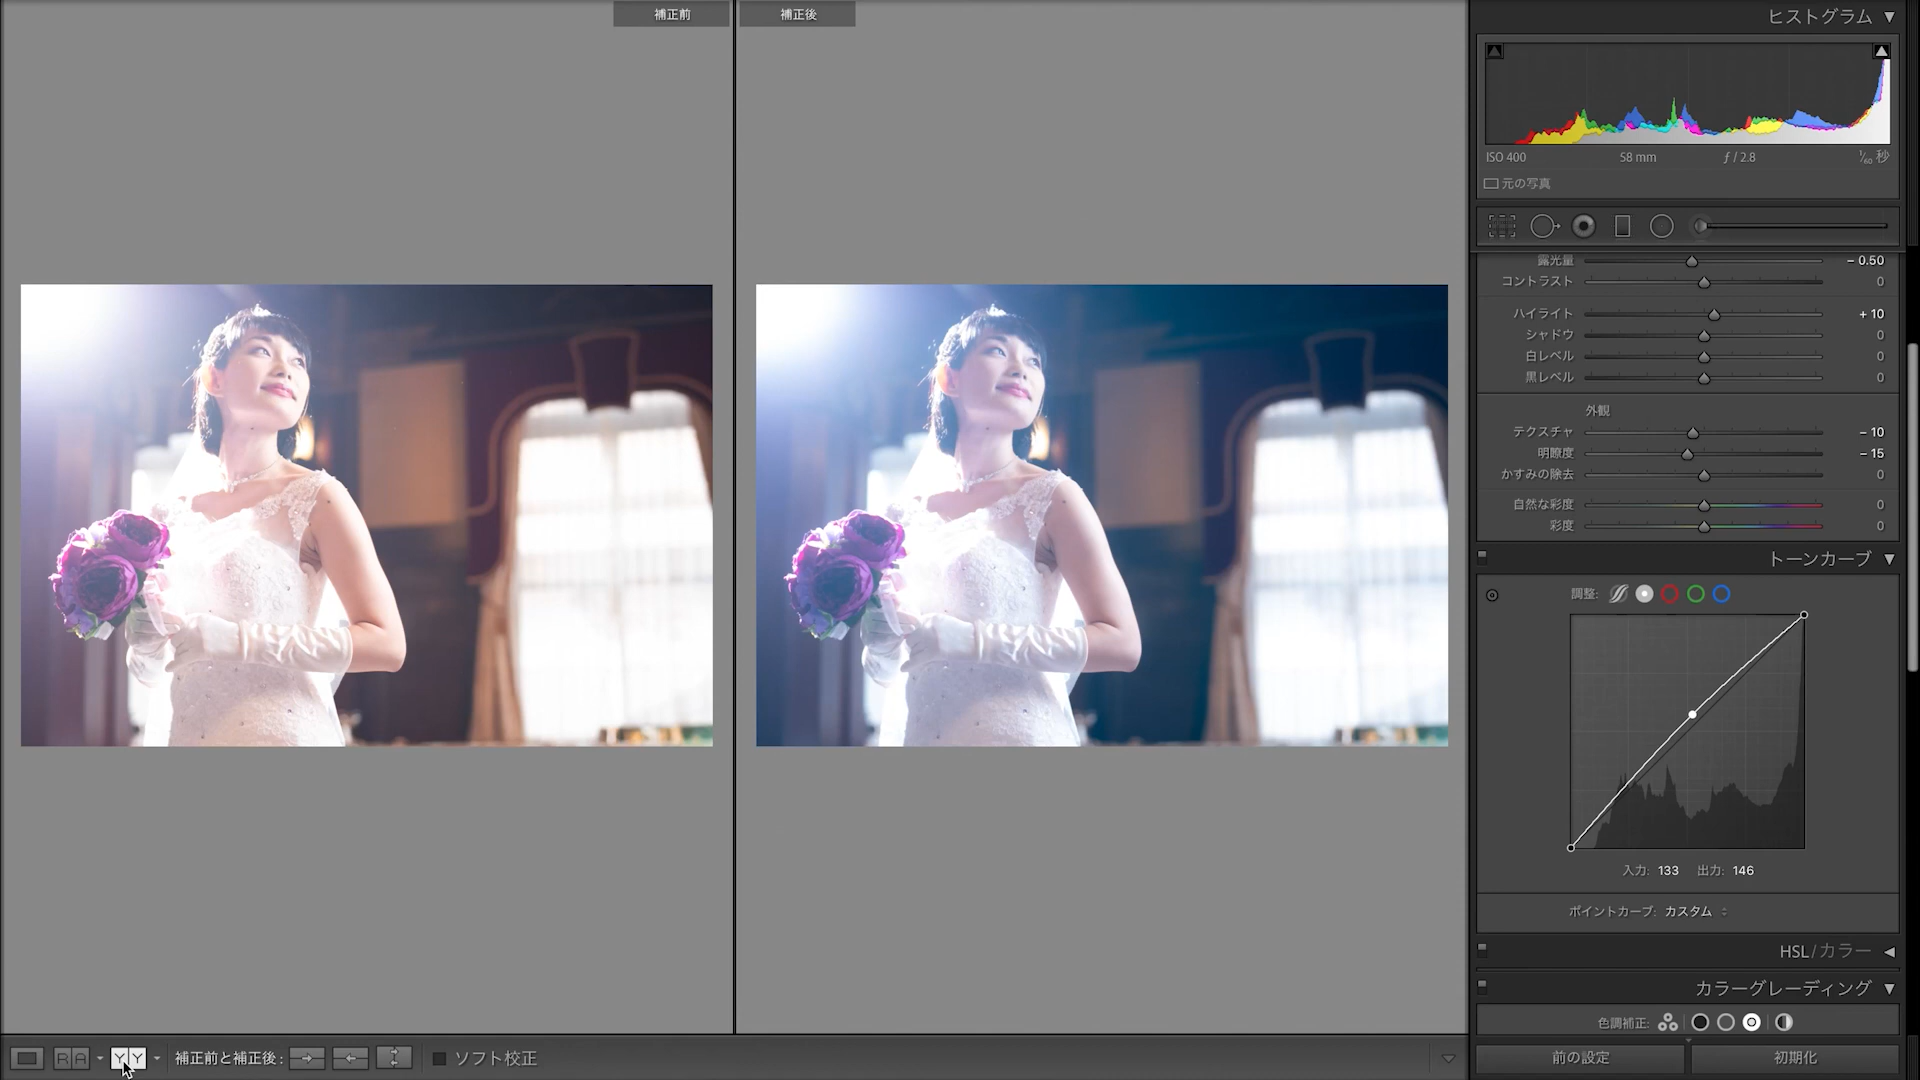 補正前
補正後
ヒストグラム
ISO 400 58 mm ƒ / 2.8 1/60 秒
元の写真
露光量 - 0.50
コントラスト 0
ハイライト + 10
シャドウ 0
白レベル 0
黒レベル 0
外観
テクスチャ - 10
明瞭度 - 15
かすみの除去 0
自然な彩度 0
彩度 0
トーンカーブ
調整:
入力: 133 出力: 146
ポイントカーブ: カスタム
HSL / カラー
カラーグレーディング
色調補正:
R A Y Y 補正前と補正後 : ソフト校正
前の設定 初期化